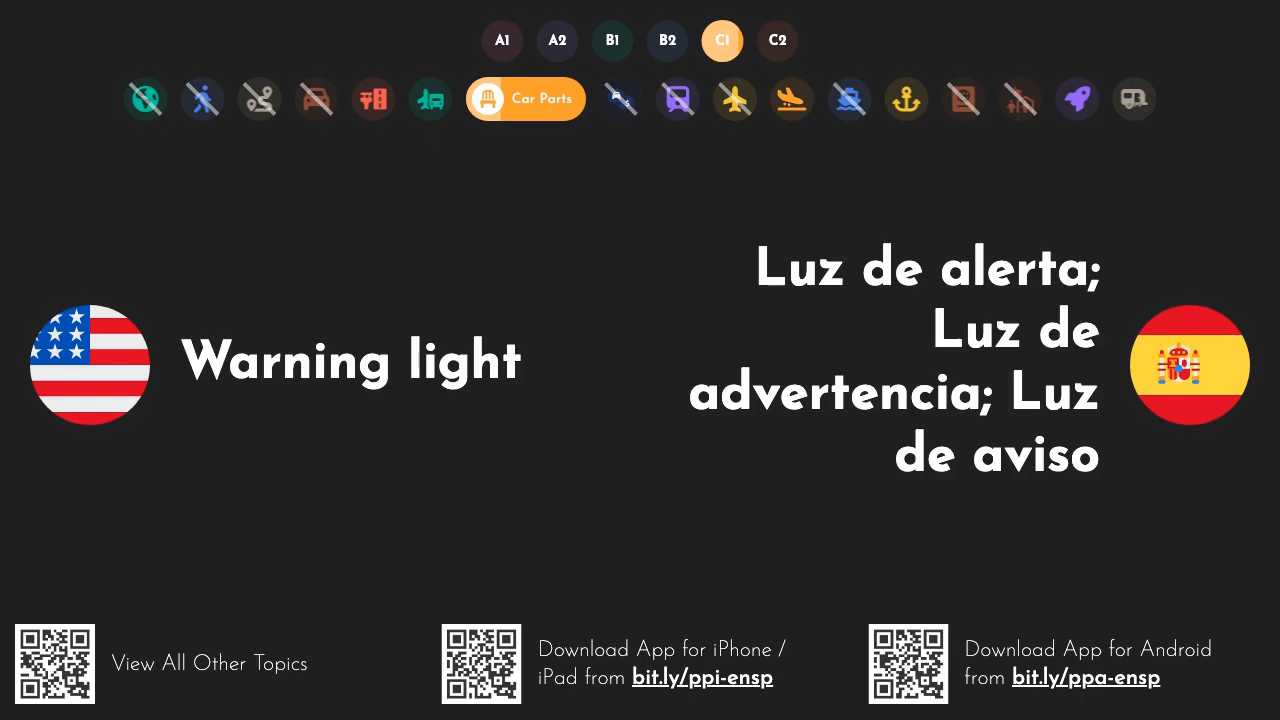 A1 A2 B1 B2 C1 C2
Car Parts
Warning light
Luz de alerta;
Luz de
advertencia; Luz
de aviso
View All Other Topics
Download App for iPhone /
iPad from bit.ly/ppi-ensp
Download App for Android
from bit.ly/ppa-ensp